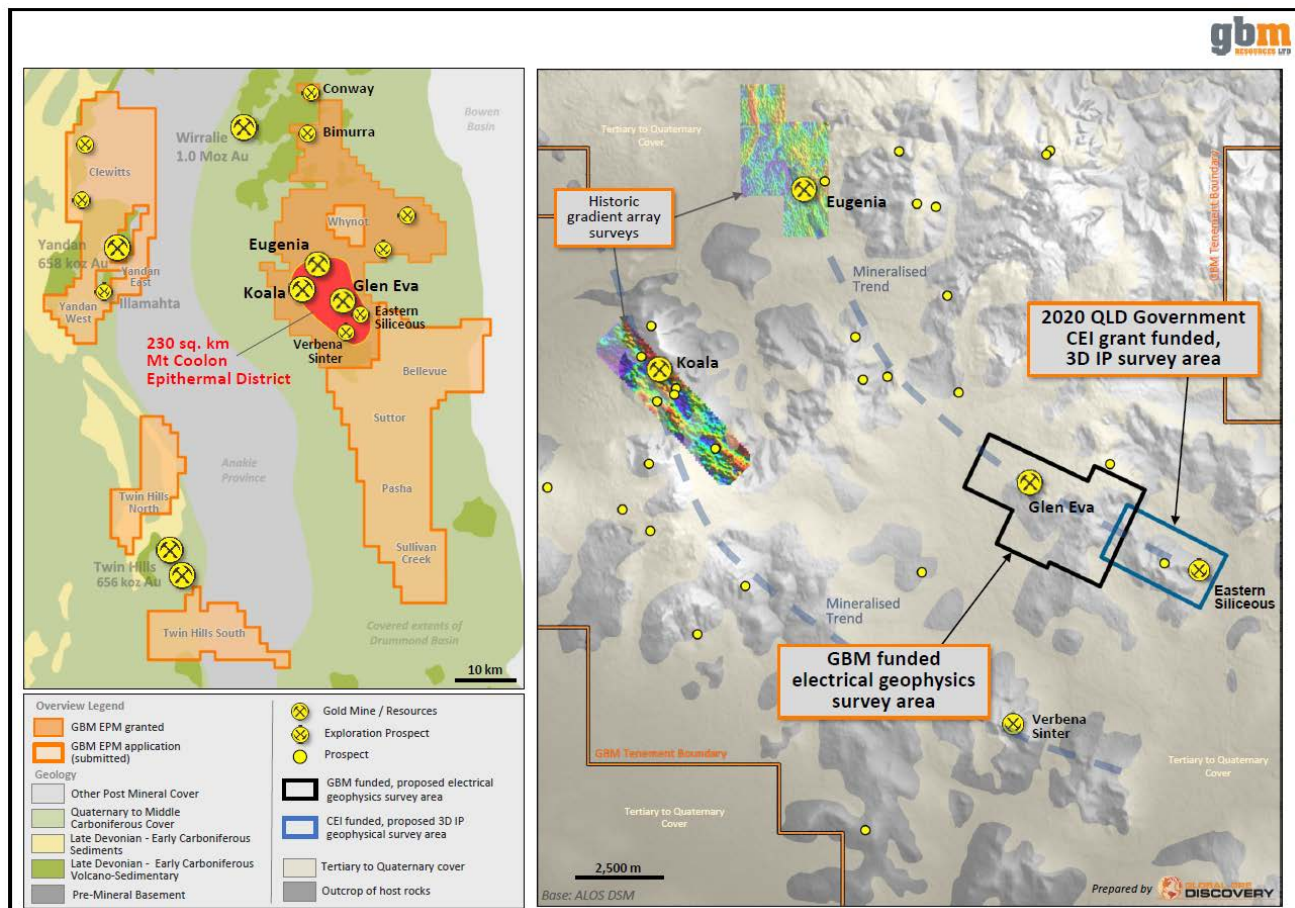 gbm
RESOURCES LTD
Conway
Bowen
Basin
Wirralie
1.0 Moz Au
Bimurra
Clewitts
Whynot
Eugenia
Yandan
658 koz Au
Yandan
East
Koala
Glen Eva
Illamahta
Eastern
Siliceous
Yandan
West
Verbena
Sinter
230 sq. km
Mt Coolon
Epithermal District
Bellevue
Suttor
Anakie
Province
Pasha
Twin Hills
North
Sullivan
Creek
Twin Hills
656 koz Au
Covered extents of
Drummond Basin
Twin Hills South
10 km
Overview Legend
GBM EPM granted
GBM EPM application
(submitted)
Geology
Other Post Mineral Cover
Quaternary to Middle
Carboniferous Cover
Late Devonian - Early Carboniferous
Sediments
Late Devonian - Early Carboniferous
Volcano-Sedimentary
Pre-Mineral Basement
Gold Mine / Resources
Exploration Prospect
Prospect
GBM funded, proposed electrical
geophysics survey area
CEI funded, proposed 3D IP
geophysical survey area
Tertiary to Quaternary cover
Outcrop of host rocks
Tertiary to Quaternary
Cover
GBM Tenement Boundary
Historic
gradient array
surveys
Eugenia
Mineralised
Trend
2020 QLD Government
CEI grant funded,
3D IP survey area
Koala
Glen Eva
Eastern
Siliceous
Mineralised
Trend
GBM funded
electrical geophysics
survey area
Verbena
Sinter
GBM Tenement Boundary
Tertiary to Quaternary
Cover
Tertiary to Quaternary
Cover
2,500 m
Base: ALOS DSM
Prepared by
GLOBAL ORE
DISCOVERY